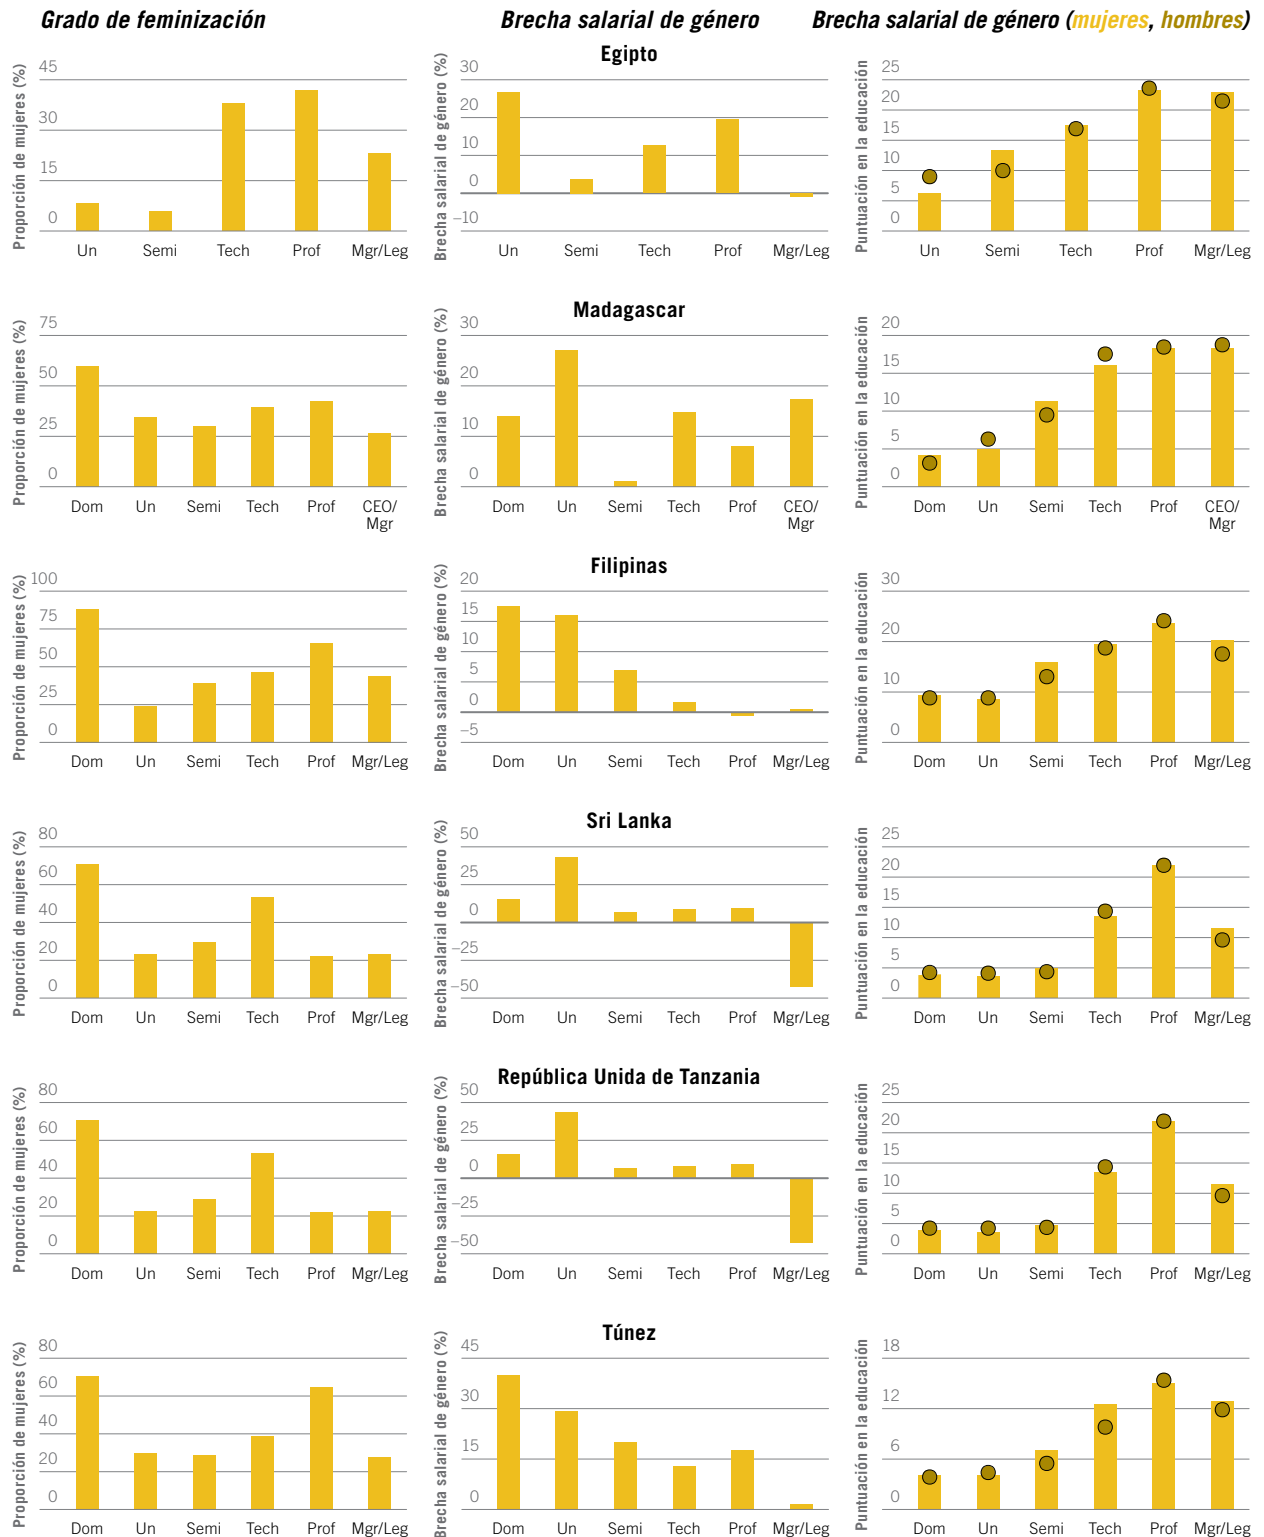 Grado de feminización
Brecha salarial de género
Brecha salarial de género (mujeres, hombres)
Egipto
Proporción de mujeres (%)
45
30
15
0
Un Semi Tech Prof Mgr/Leg
Brecha salarial de género (%)
30
20
10
0
–10
Un Semi Tech Prof Mgr/Leg
Puntuación en la educación
25
20
15
10
5
0
Un Semi Tech Prof Mgr/Leg
Madagascar
Proporción de mujeres (%)
75
50
25
0
Dom Un Semi Tech Prof CEO/
Mgr
Brecha salarial de género (%)
30
20
10
0
Dom Un Semi Tech Prof CEO/
Mgr
Puntuación en la educación
20
15
10
5
0
Dom Un Semi Tech Prof CEO/
Mgr
Filipinas
Proporción de mujeres (%)
100
75
50
25
0
Dom Un Semi Tech Prof Mgr/Leg
Brecha salarial de género (%)
20
15
10
5
0
–5
Dom Un Semi Tech Prof Mgr/Leg
Puntuación en la educación
30
20
10
0
Dom Un Semi Tech Prof Mgr/Leg
Sri Lanka
Proporción de mujeres (%)
80
60
40
20
0
Dom Un Semi Tech Prof Mgr/Leg
Brecha salarial de género (%)
50
25
0
–25
–50
Dom Un Semi Tech Prof Mgr/Leg
Puntuación en la educación
25
20
15
10
5
0
Dom Un Semi Tech Prof Mgr/Leg
República Unida de Tanzania
Proporción de mujeres (%)
80
60
40
20
0
Dom Un Semi Tech Prof Mgr/Leg
Brecha salarial de género (%)
50
25
0
–25
–50
Dom Un Semi Tech Prof Mgr/Leg
Puntuación en la educación
25
20
15
10
5
0
Dom Un Semi Tech Prof Mgr/Leg
Túnez
Proporción de mujeres (%)
80
60
40
20
0
Dom Un Semi Tech Prof Mgr/Leg
Brecha salarial de género (%)
45
30
15
0
Dom Un Semi Tech Prof Mgr/Leg
Puntuación en la educación
18
12
6
0
Dom Un Semi Tech Prof Mgr/Leg